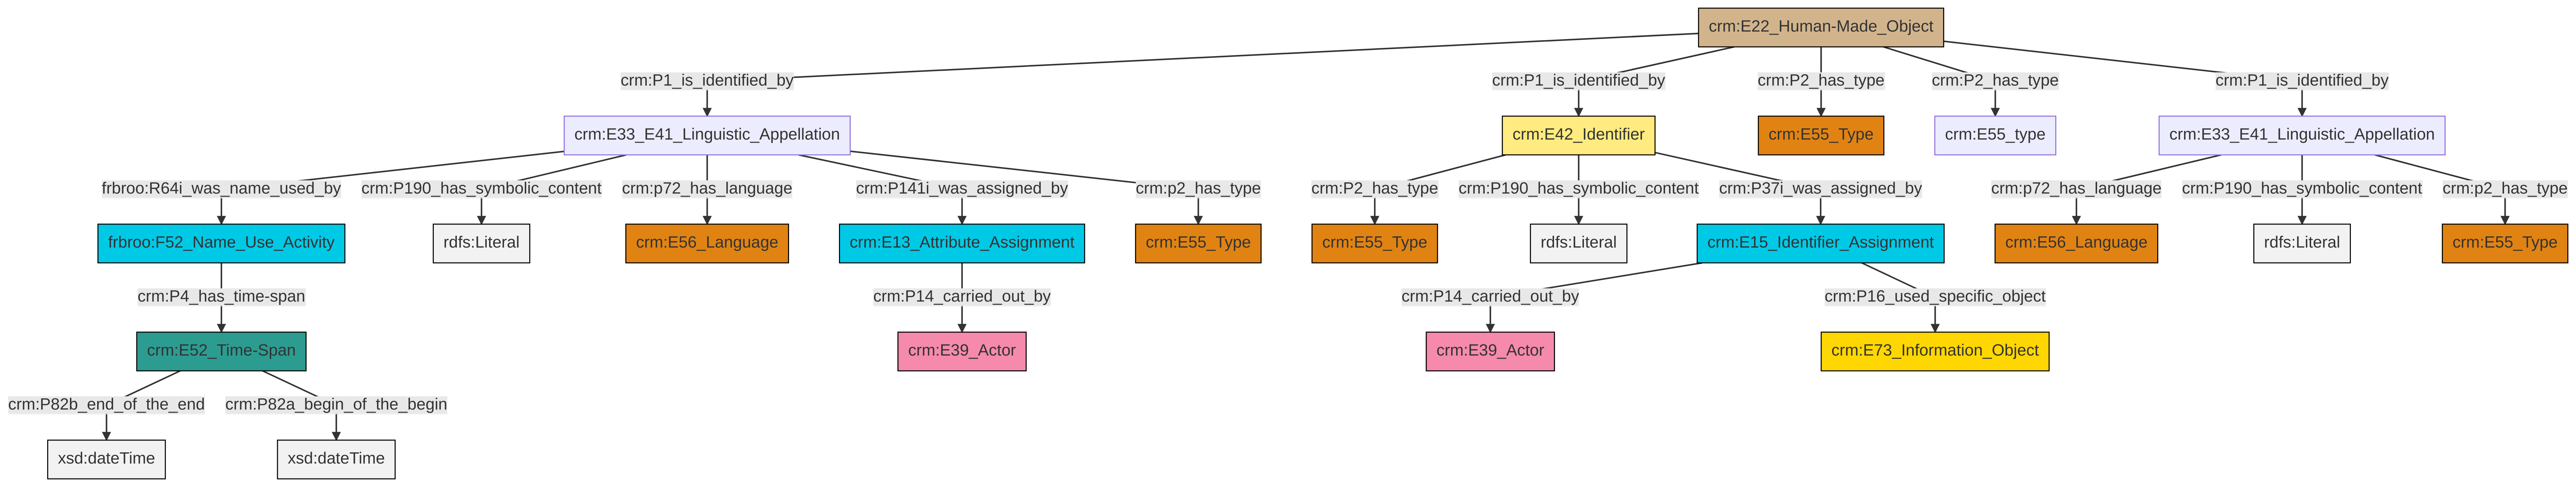 crm:E22_Human-Made_Object
crm:P1_is_identified_by
crm:P1_is_identified_by
crm:P2_has_type
crm:P2_has_type
crm:P1_is_identified_by
crm:E33_E41_Linguistic_Appellation
crm:E42_Identifier
crm:E55_Type
crm:E55_type
crm:E33_E41_Linguistic_Appellation
frbroo:R64i_was_name_used_by
crm:P190_has_symbolic_content
crm:p72_has_language
crm:P141i_was_assigned_by
crm:p2_has_type
crm:P2_has_type
crm:P190_has_symbolic_content
crm:P37i_was_assigned_by
crm:p72_has_language
crm:P190_has_symbolic_content
crm:p2_has_type
frbroo:F52_Name_Use_Activity
rdfs:Literal
crm:E56_Language
crm:E13_Attribute_Assignment
crm:E55_Type
crm:E55_Type
rdfs:Literal
crm:E15_Identifier_Assignment
crm:E56_Language
rdfs:Literal
crm:E55_Type
crm:P4_has_time-span
crm:P14_carried_out_by
crm:P14_carried_out_by
crm:P16_used_specific_object
crm:E52_Time-Span
crm:E39_Actor
crm:E39_Actor
crm:E73_Information_Object
crm:P82b_end_of_the_end
crm:P82a_begin_of_the_begin
xsd:dateTime
xsd:dateTime